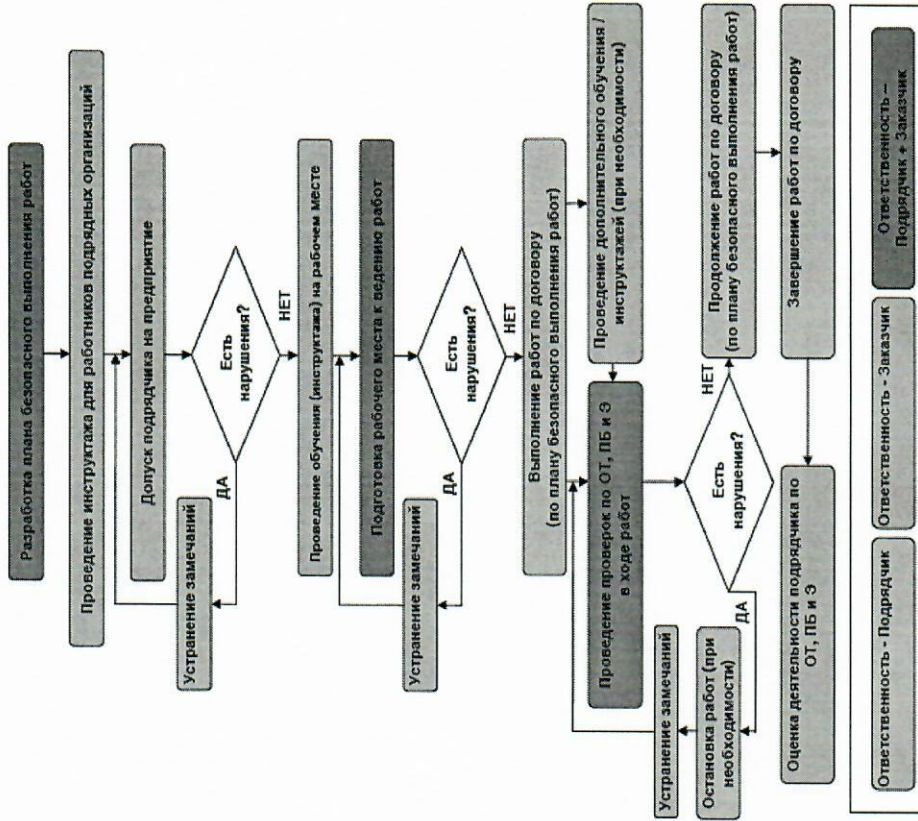 Разработка плана безопасного выполнения работ
Проведение инструктажа для работников подрядных организаций
Допуск подрядчика на предприятие
Есть
нарушения?
ДА
НЕТ
Устранение замечаний
Проведение обучения (инструктажа) на рабочем месте
Подготовка рабочего места к ведению работ
Есть
нарушения?
ДА
НЕТ
Устранение замечаний
Выполнение работ по договору
(по плану безопасного выполнения работ)
Проведение дополнительного обучения /
инструктажей (при необходимости)
Проведение проверок по ОТ, ПБ и Э
в ходе работ
Есть
нарушения?
ДА
НЕТ
Устранение замечаний
Остановка работ (при
необходимости)
Продолжение работ по договору
(по плану безопасного выполнения работ)
Завершение работ по договору
Оценка деятельности подрядчика по
ОТ, ПБ и Э
Ответственность - Подрядчик
Ответственность - Заказчик
Ответственность –
Подрядчик + Заказчик